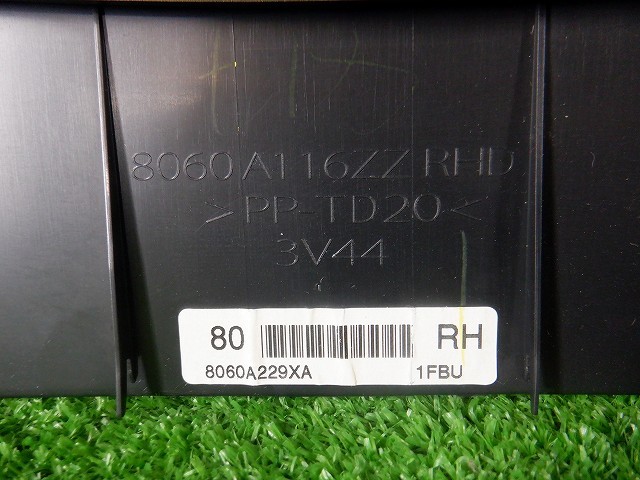 8060A116ZZ RHD
>PP-TD20<
3V44
80 RH
8060A229XA 1FBU